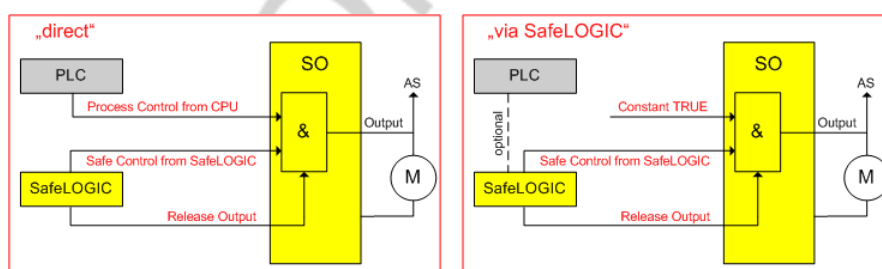 „direct“
PLC
Process Control from CPU
Safe Control from SafeLOGIC
SafeLOGIC
Release Output
SO
&
Output
AS
M
„via SafeLOGIC“
PLC
optional
Constant TRUE
Safe Control from SafeLOGIC
SafeLOGIC
Release Output
SO
&
Output
AS
M